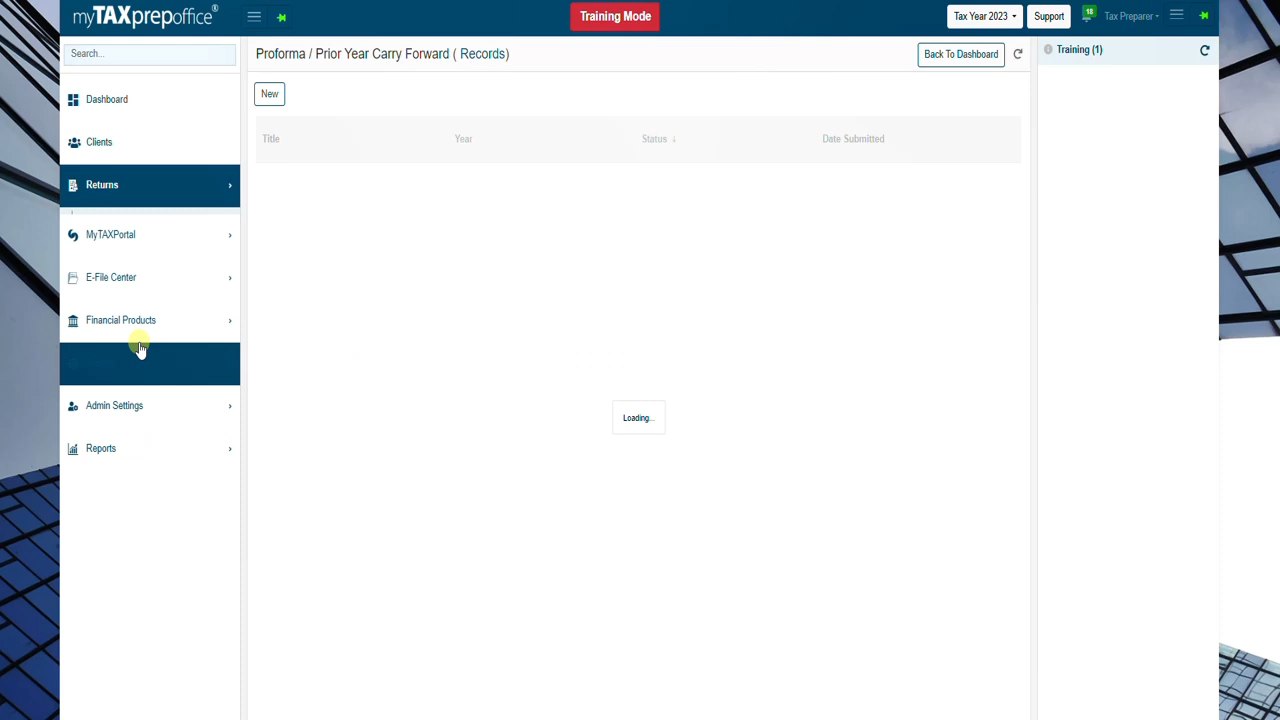 myTAXprepoffice®
Training Mode
Tax Year 2023
Support
18
Tax Preparer
Search...
Proforma / Prior Year Carry Forward ( Records)
Back To Dashboard
Training (1)
Dashboard
New
Clients
Title Year Status ↓ Date Submitted
Returns
MyTAXPortal
E-File Center
Financial Products
Admin Settings
Loading...
Reports